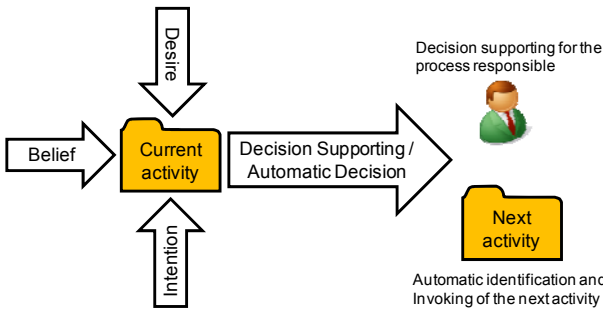 Desire
Decision supporting for the
process responsible
Belief
Current
activity
Decision Supporting /
Automatic Decision
Intention
Next
activity
Automatic identification and
Invoking of the next activity